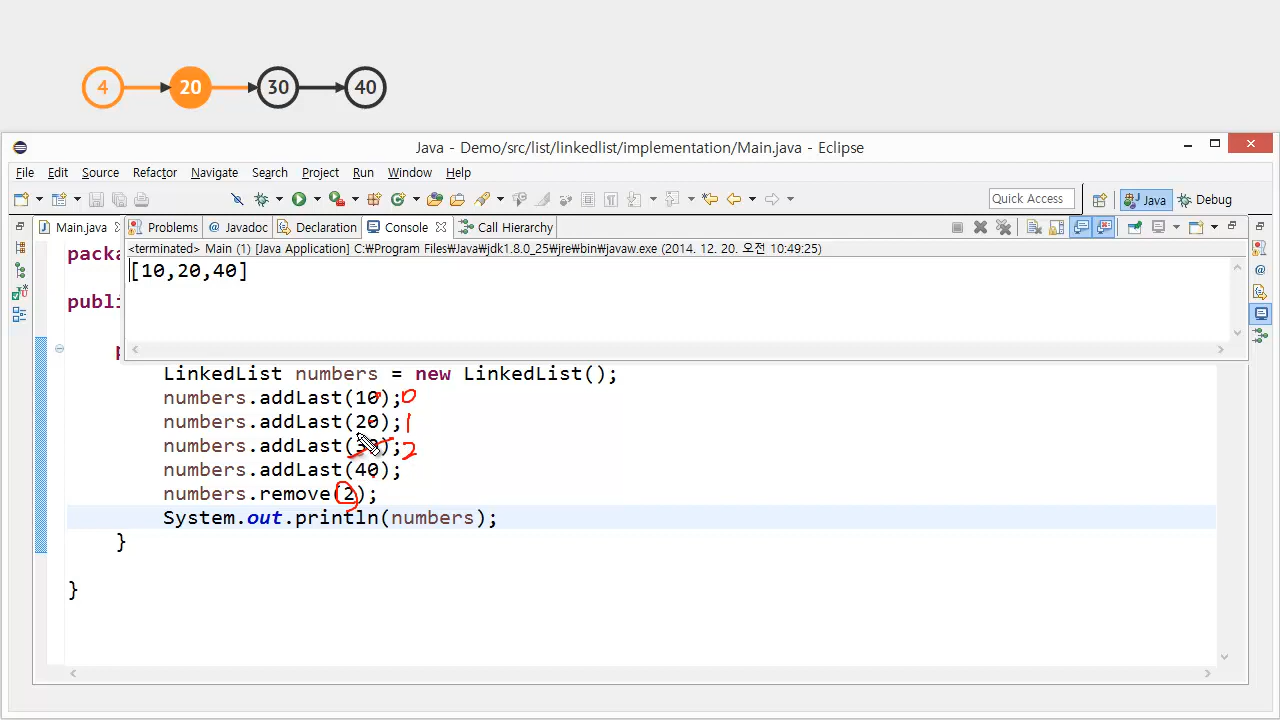 4 20 30 40
Java - Demo/src/list/linkedlist/implementation/Main.java - Eclipse
File Edit Source Refactor Navigate Search Project Run Window Help
Quick Access Java Debug
Main.java Problems @ Javadoc Declaration Console Call Hierarchy
<terminated> Main (1) [Java Application] C:₩Program Files₩Java₩jdk1.8.0_25₩jre₩bin₩javaw.exe (2014. 12. 20. 오전 10:49:25)
packa
[10,20,40]
publi
LinkedList numbers = new LinkedList();
numbers.addLast(10); 0
numbers.addLast(20); 1
numbers.addLast(30); 2
numbers.addLast(40);
numbers.remove(2);
System.out.println(numbers);
}
}